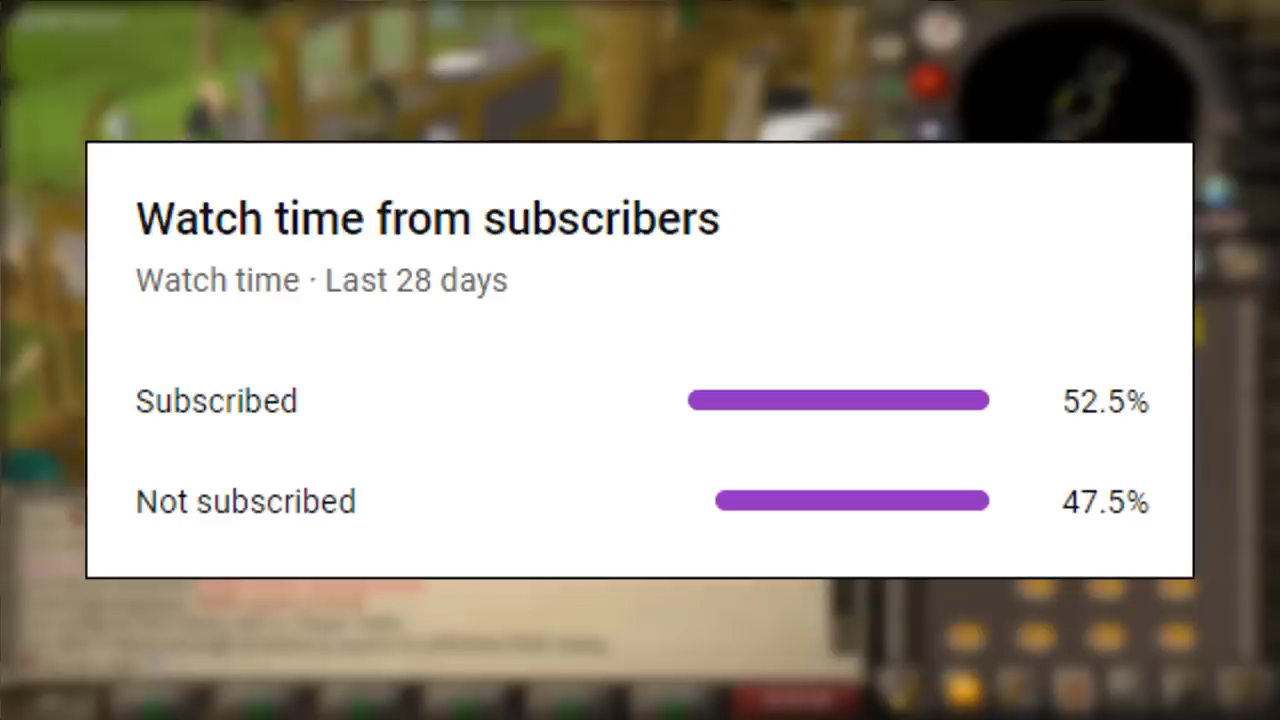 Watch time from subscribers
Watch time · Last 28 days
Subscribed 52.5%
Not subscribed 47.5%